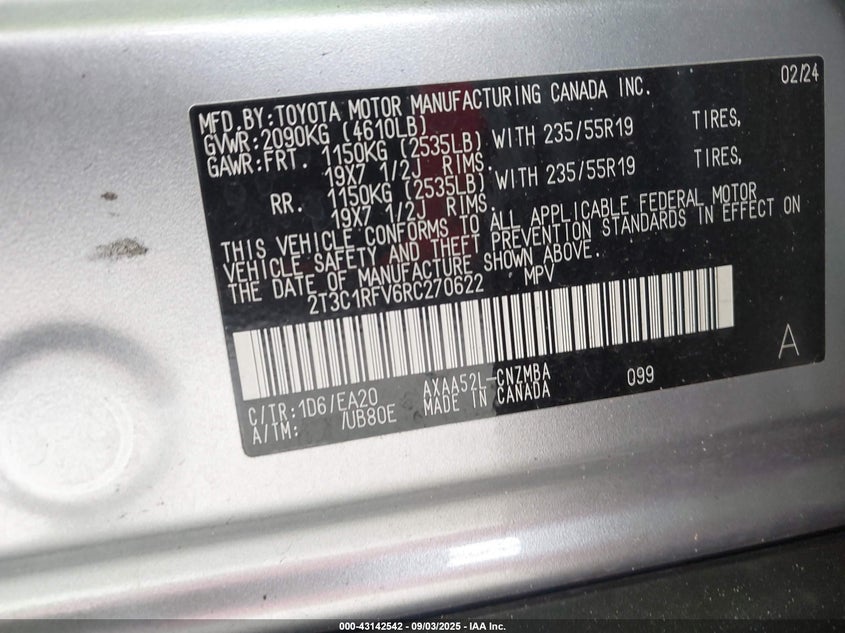 02/24
MFD.BY:TOYOTA MOTOR MANUFACTURING CANADA INC.
GVWR:2090KG (4610LB)
GAWR:FRT. 1150KG (2535LB) WITH 235/55R19 TIRES,
19X7 1/2J RIMS.
RR. 1150KG (2535LB) WITH 235/55R19 TIRES,
19X7 1/2J RIMS.
THIS VEHICLE CONFORMS TO ALL APPLICABLE FEDERAL MOTOR
VEHICLE SAFETY AND THEFT PREVENTION STANDARDS IN EFFECT ON
THE DATE OF MANUFACTURE SHOWN ABOVE.
2T3C1RFV6RC270622 MPV
A
C/TR:1D6/EA20 AXAA52L-CNZMBA 099
A/TM: /UB80E MADE IN CANADA
000-43142542 - 09/03/2025 - IAA Inc.